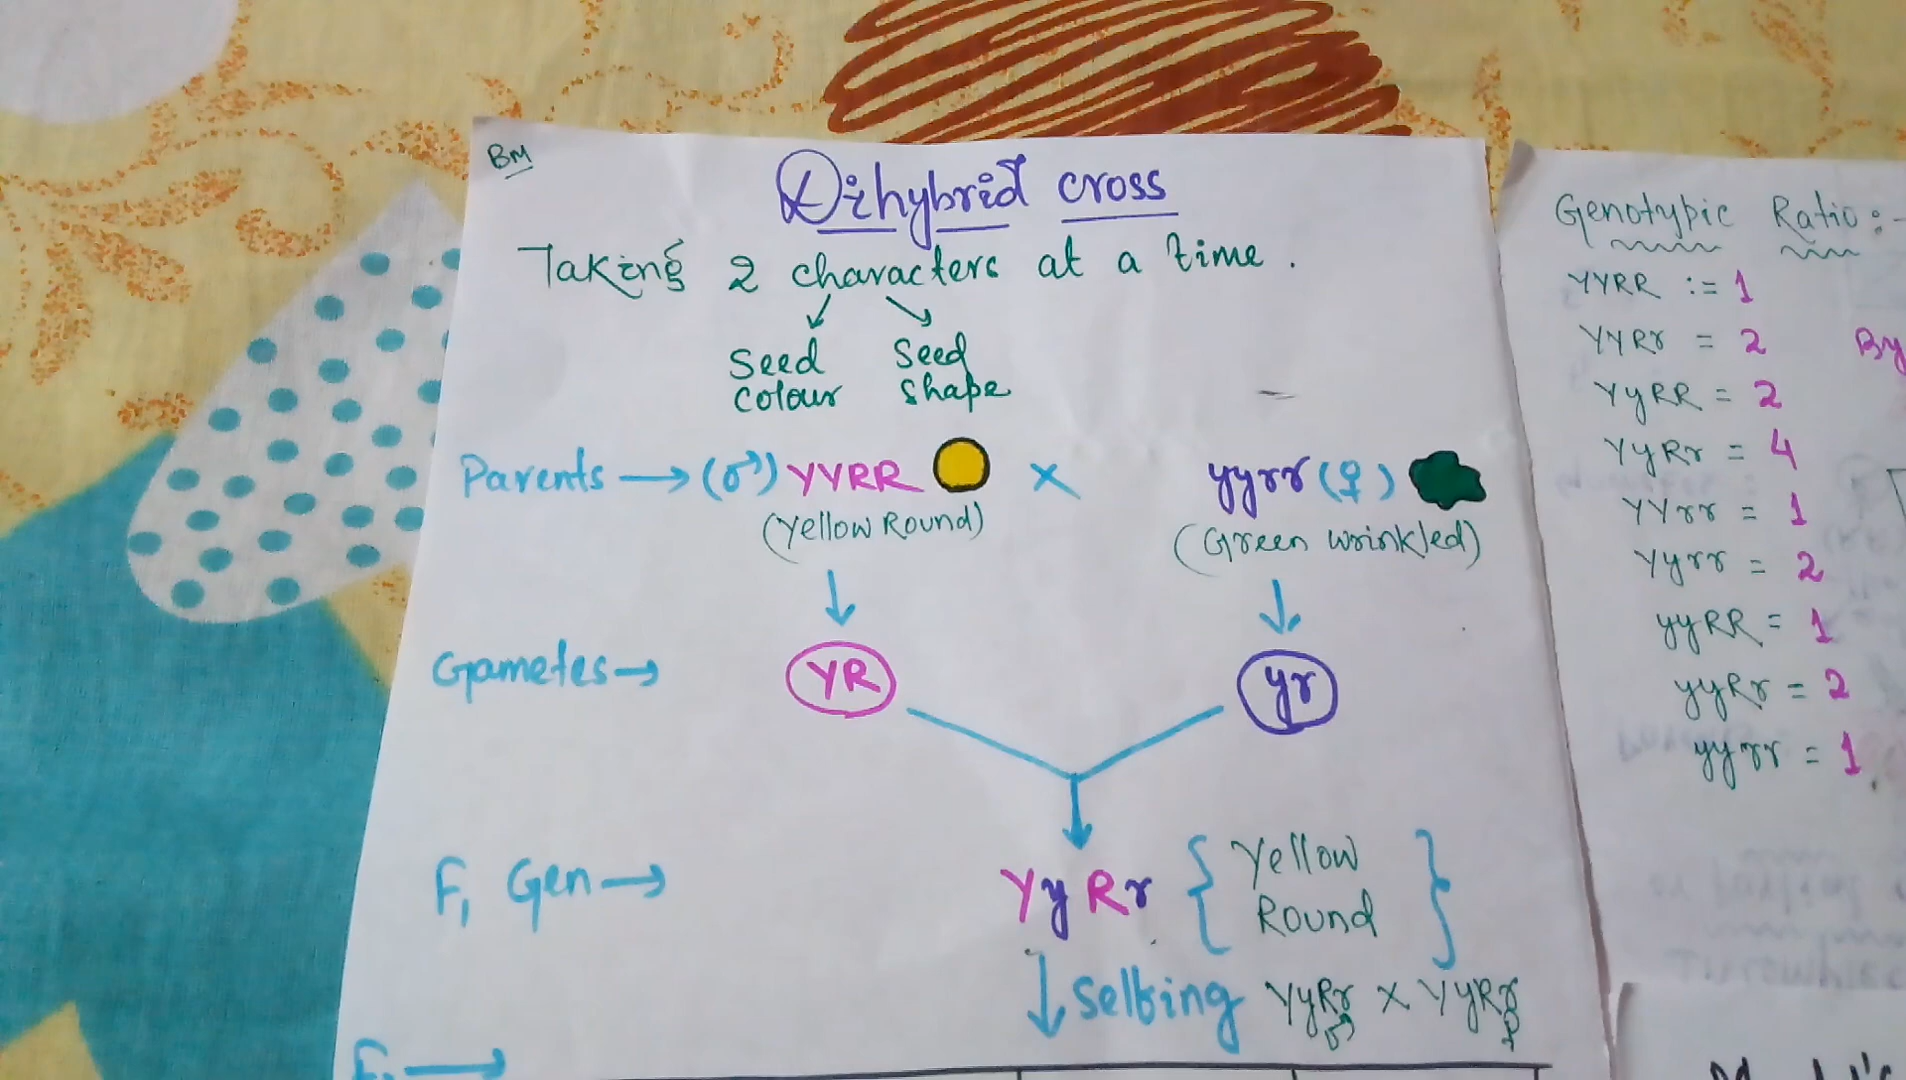 BM
Dihybrid cross
Taking 2 characters at a time.
Seed colour
Seed shape
Parents → (♂) YYRR × yyrr (♀)
(Yellow Round) (Green wrinkled)
Gametes → YR yr
F1 Gen → YyRr { Yellow Round }
Selfing YyRr ♂ × YyRr ♀
Genotypic Ratio:-
YYRR := 1
YYRr = 2
YyRR = 2
YyRr = 4
YYrr = 1
Yyrr = 2
yyRR = 1
yyRr = 2
yyrr = 1
By